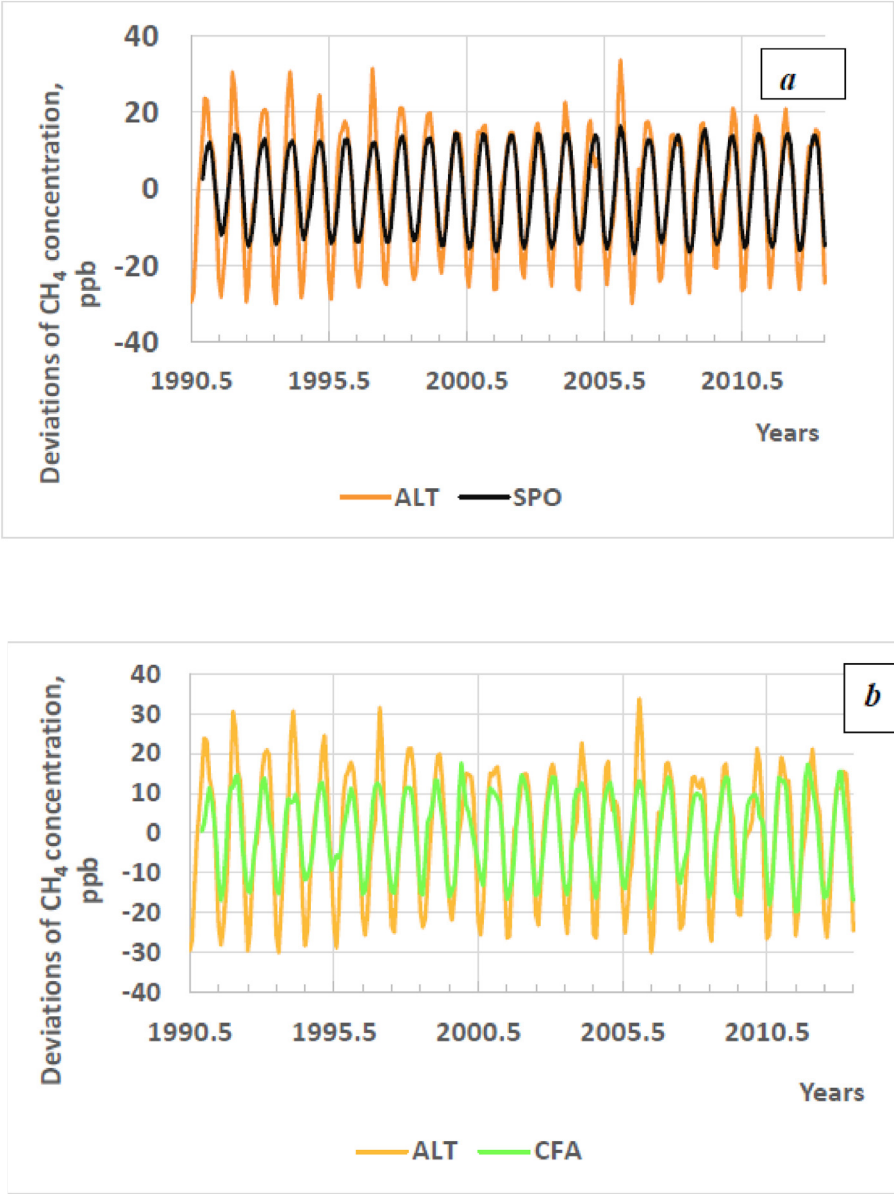 a
Deviations of CH4 concentration,
ppb
40
20
0
-20
-40
1990.5 1995.5 2000.5 2005.5 2010.5
Years
ALT SPO
b
Deviations of CH4 concentration,
ppb
40
30
20
10
0
-10
-20
-30
-40
1990.5 1995.5 2000.5 2005.5 2010.5
Years
ALT CFA